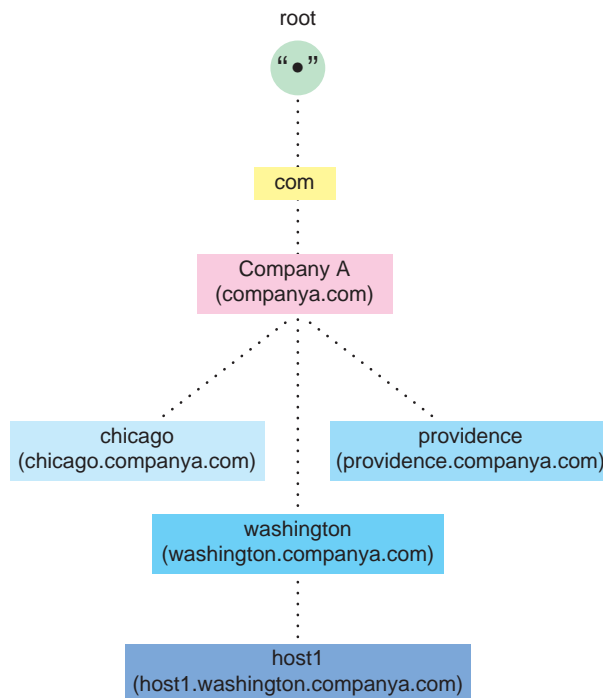 root
“•”
com
Company A
(companya.com)
chicago
(chicago.companya.com)
providence
(providence.companya.com)
washington
(washington.companya.com)
host1
(host1.washington.companya.com)